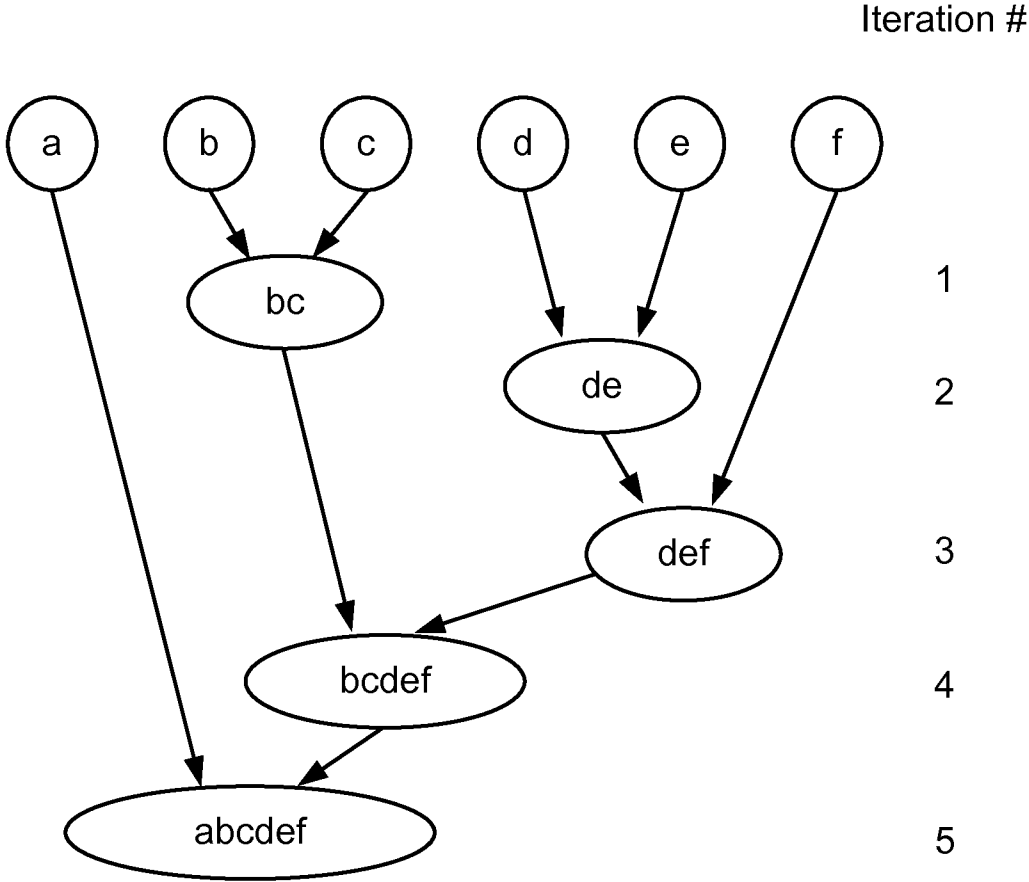 Iteration #
a b c d e f
bc 1
de 2
def 3
bcdef 4
abcdef 5